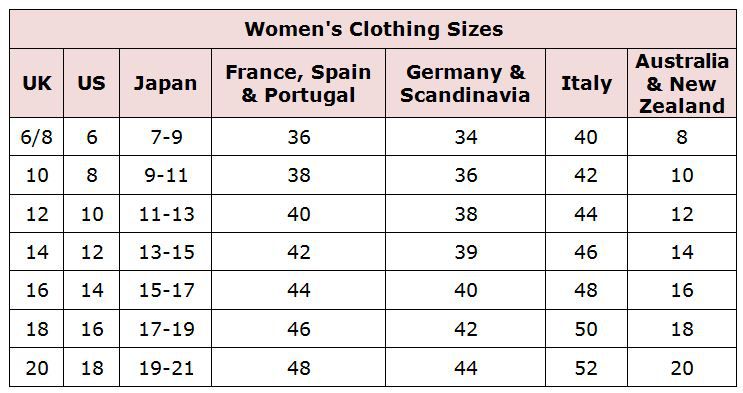 Women's Clothing Sizes
UK US Japan France, Spain & Portugal Germany & Scandinavia Italy Australia & New Zealand
6/8 6 7-9 36 34 40 8
10 8 9-11 38 36 42 10
12 10 11-13 40 38 44 12
14 12 13-15 42 39 46 14
16 14 15-17 44 40 48 16
18 16 17-19 46 42 50 18
20 18 19-21 48 44 52 20